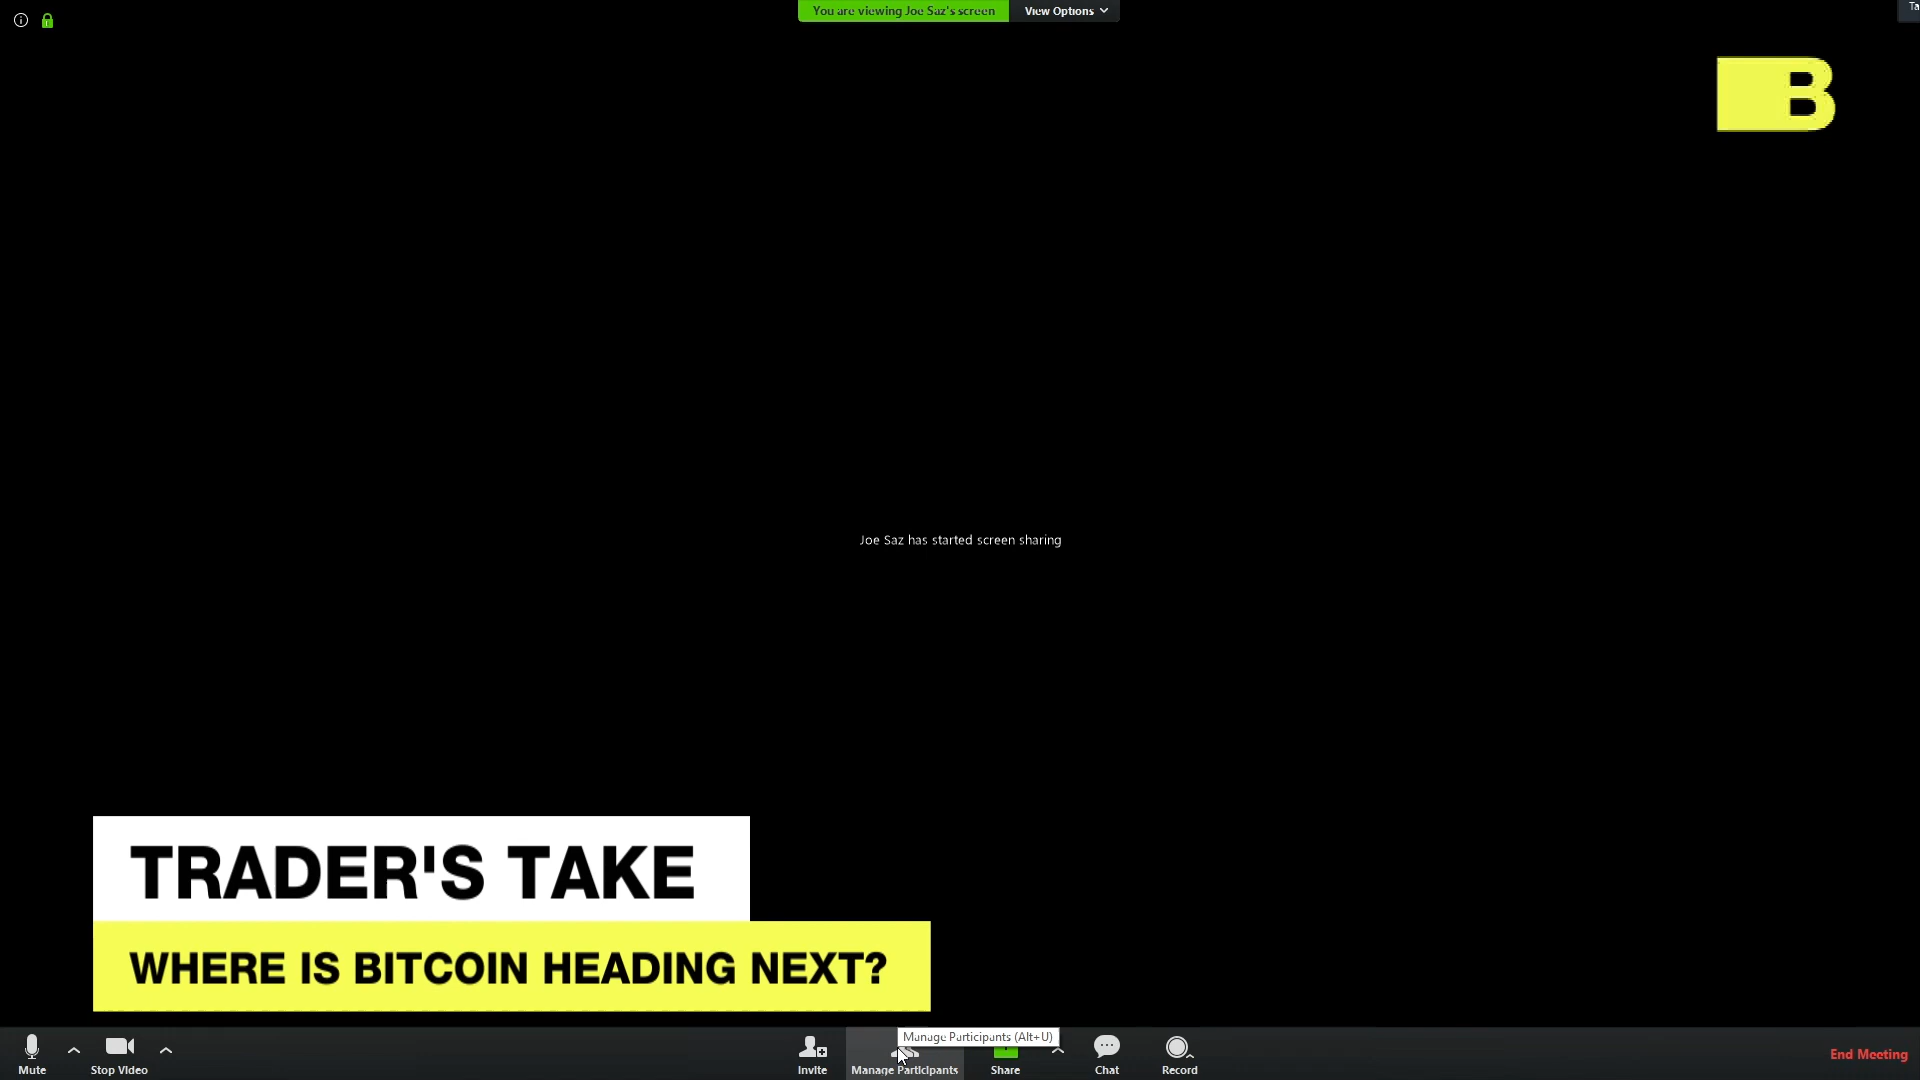 You are viewing Joe Saz's screen View Options Ta
B
Joe Saz has started screen sharing
TRADER'S TAKE
WHERE IS BITCOIN HEADING NEXT?
Manage Participants (Alt+U)
Mute Stop Video Invite Manage Participants Share Chat Record End Meeting